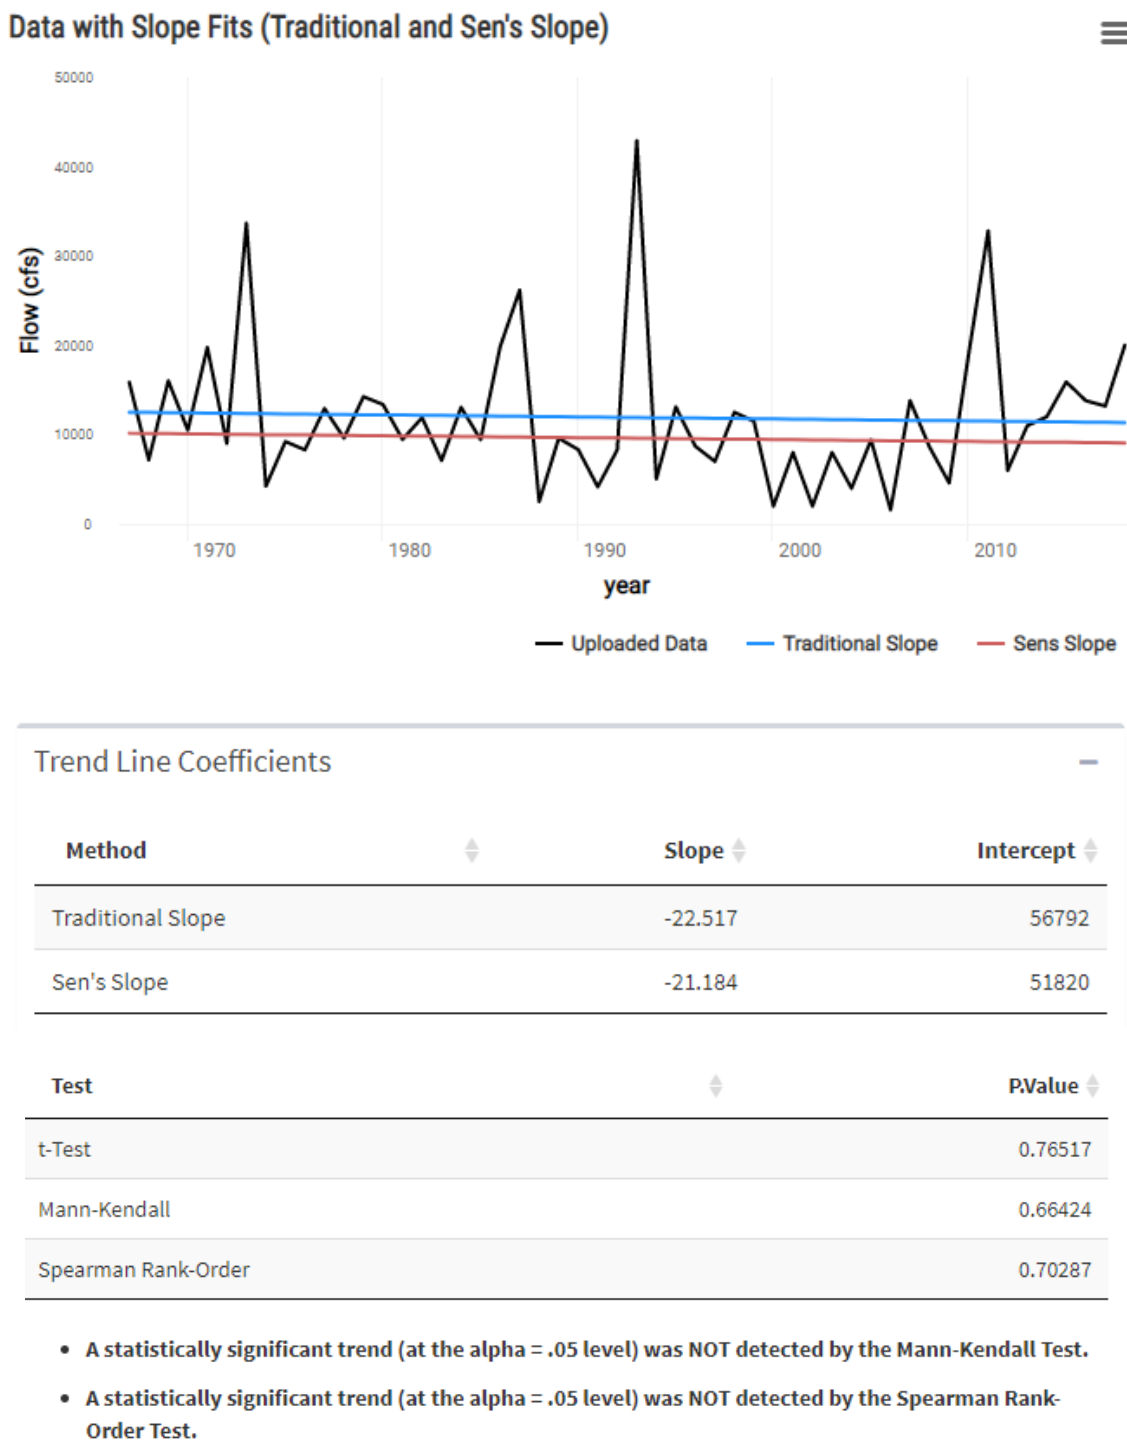 Data with Slope Fits (Traditional and Sen's Slope)
50000
40000
30000
20000
10000
0
Flow (cfs)
1970 1980 1990 2000 2010
year
Uploaded Data Traditional Slope Sens Slope
Trend Line Coefficients
Method Slope Intercept
Traditional Slope -22.517 56792
Sen's Slope -21.184 51820
Test P.Value
t-Test 0.76517
Mann-Kendall 0.66424
Spearman Rank-Order 0.70287
• A statistically significant trend (at the alpha = .05 level) was NOT detected by the Mann-Kendall Test.
• A statistically significant trend (at the alpha = .05 level) was NOT detected by the Spearman Rank-
Order Test.